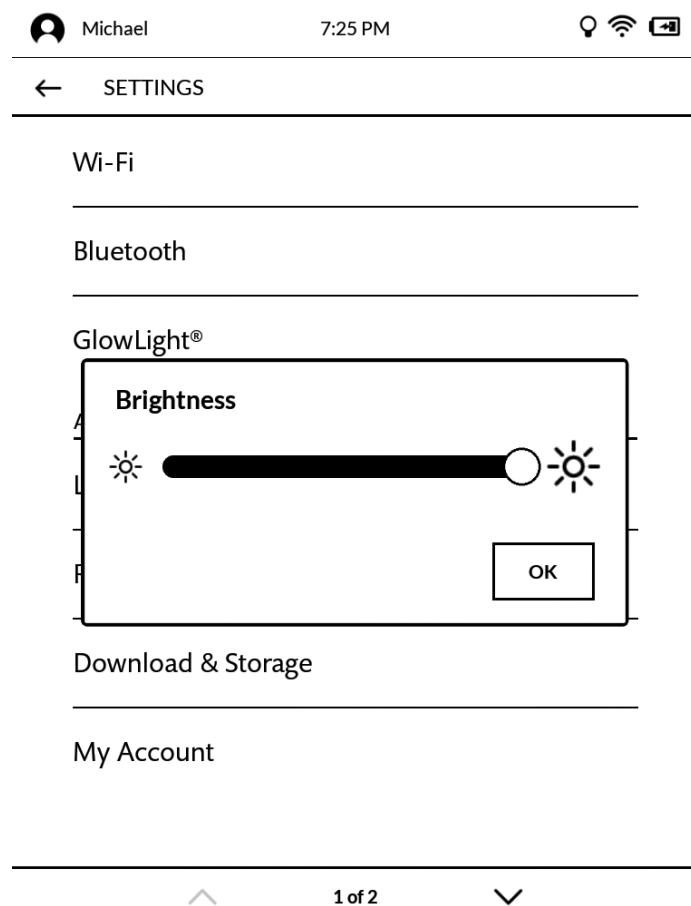 Michael 7:25 PM
SETTINGS
Wi-Fi
Bluetooth
GlowLight®
Brightness
OK
Download & Storage
My Account
1 of 2